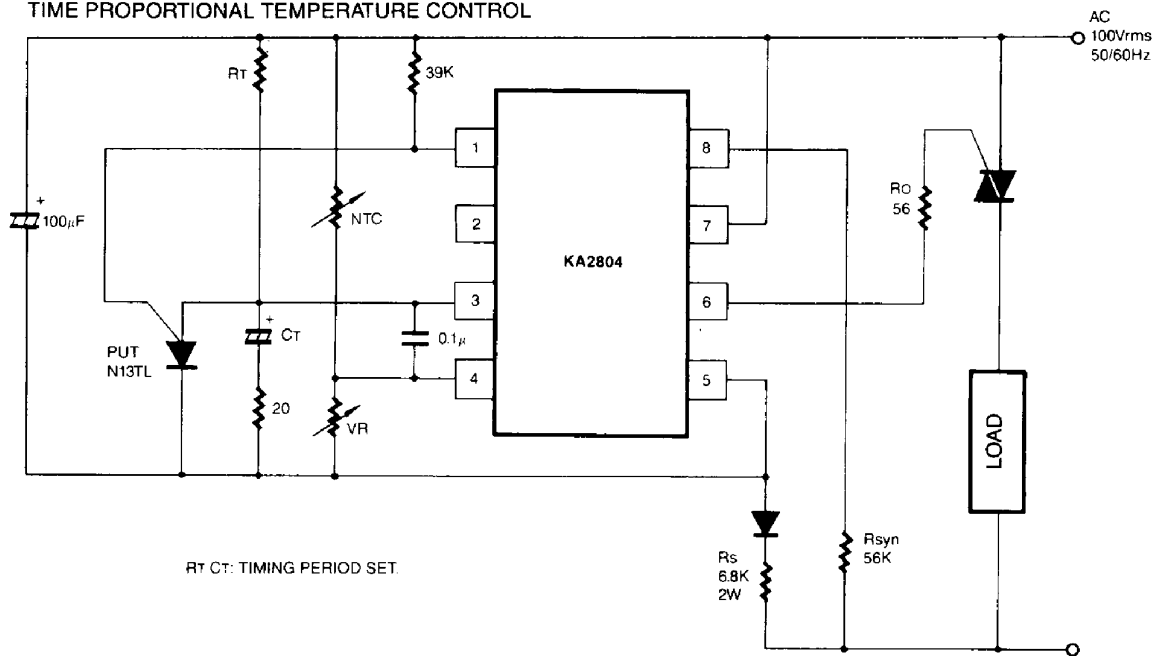 TIME PROPORTIONAL TEMPERATURE CONTROL
AC
100Vrms
50/60Hz
RT
39K
1
8
100μF
+
NTC
2
7
RO
56
KA2804
3
6
+
CT
0.1μ
PUT
N13TL
4
5
20
VR
LOAD
RT CT: TIMING PERIOD SET.
RS
6.8K
2W
Rsyn
56K